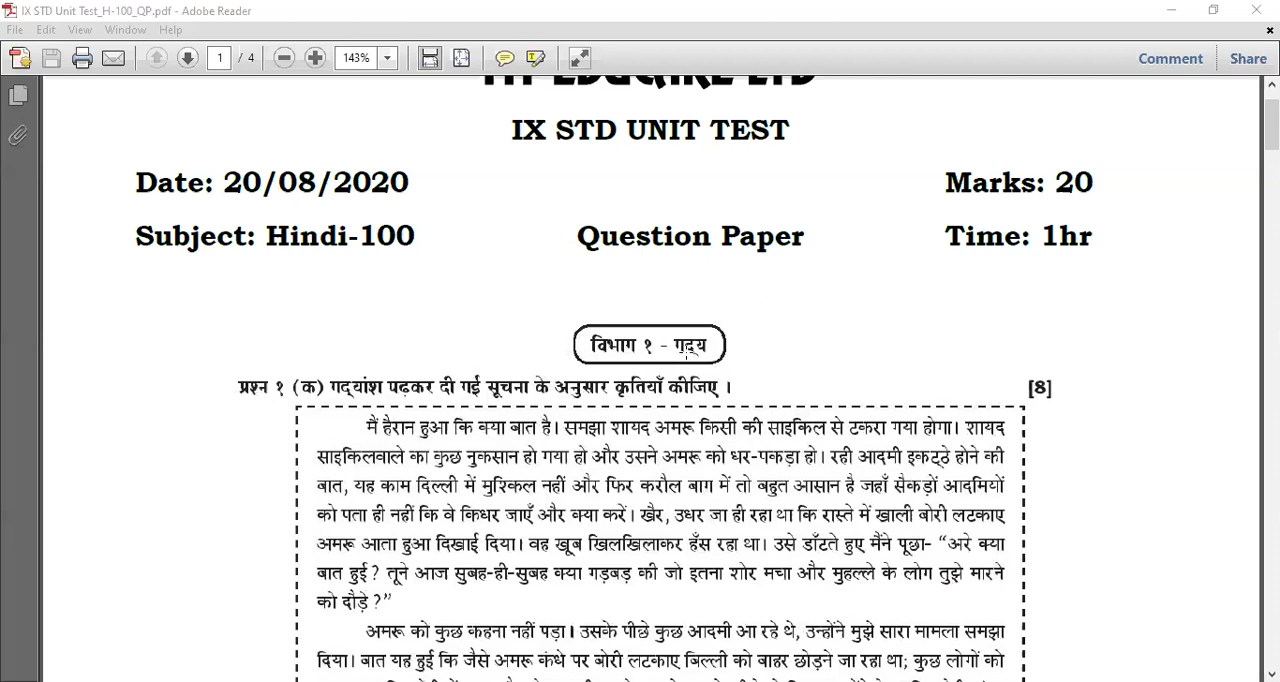 IX STD Unit Test_H-100_QP.pdf - Adobe Reader
File Edit View Window Help
1 / 4 143% Comment Share
IX STD UNIT TEST
Date: 20/08/2020 Marks: 20
Subject: Hindi-100 Question Paper Time: 1hr
विभाग १ - गद्य
प्रश्न १ (क) गद्यांश पढ़कर दी गई सूचना के अनुसार कृतियाँ कीजिए । [8]
मैं हैरान हुआ कि क्या बात है। समझा शायद अमरू किसी की साइकिल से टकरा गया होगा। शायद
साइकिलवाले का कुछ नुकसान हो गया हो और उसने अमरू को धर-पकड़ा हो। रही आदमी इकट्ठे होने की
बात, यह काम दिल्ली में मुश्किल नहीं और फिर करौल बाग में तो बहुत आसान है जहाँ सैकड़ों आदमियों
को पता ही नहीं कि वे किधर जाएँ और क्या करें। खैर, उधर जा ही रहा था कि रास्ते में खाली बोरी लटकाए
अमरू आता हुआ दिखाई दिया। वह खूब खिलखिलाकर हँस रहा था। उसे डाँटते हुए मैंने पूछा- “अरे क्या
बात हुई? तूने आज सुबह-ही-सुबह क्या गड़बड़ की जो इतना शोर मचा और मुहल्ले के लोग तुझे मारने
को दौड़े?”
अमरू को कुछ कहना नहीं पड़ा। उसके पीछे कुछ आदमी आ रहे थे, उन्होंने मुझे सारा मामला समझा
दिया। बात यह हुई कि जैसे अमरू कंधे पर बोरी लटकाए बिल्ली को बाहर छोड़ने जा रहा था; कुछ लोगों को